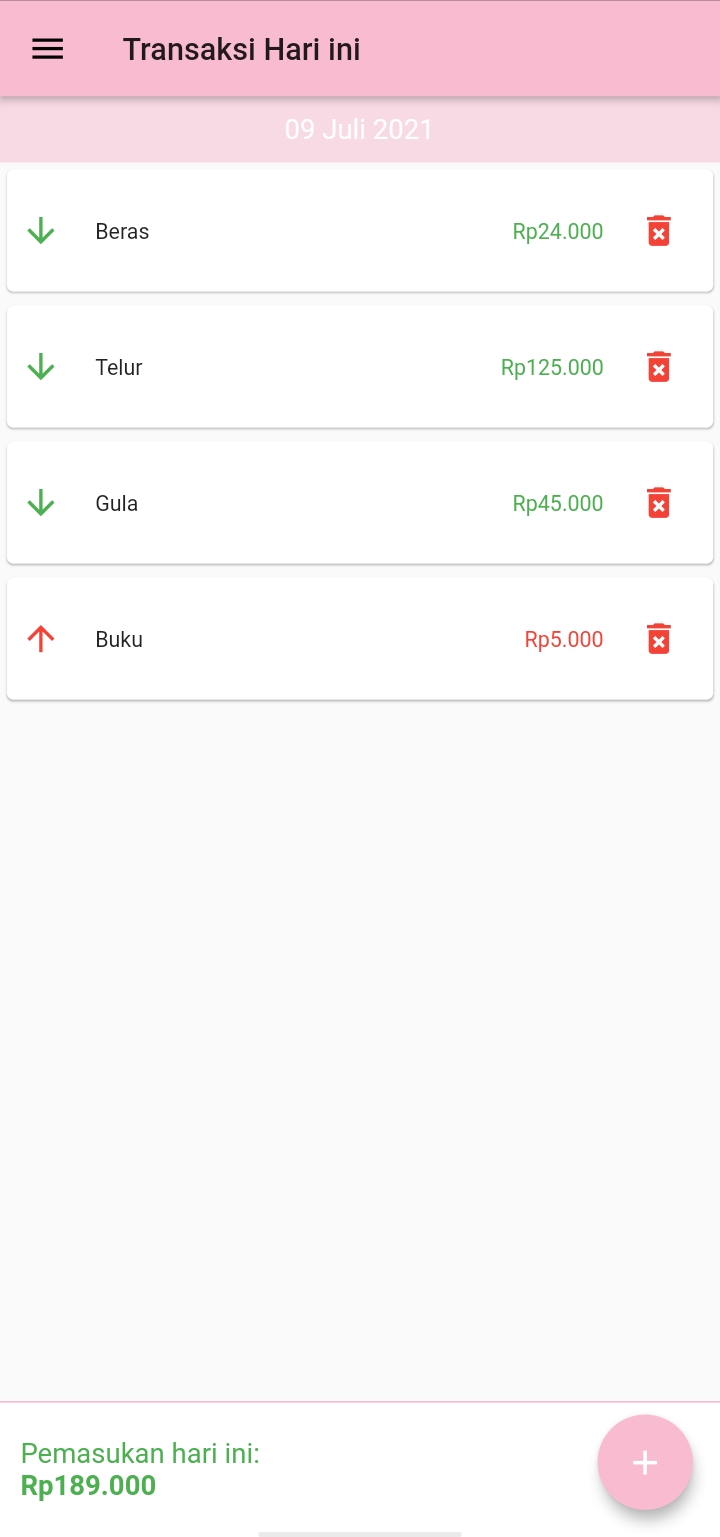 Transaksi Hari ini
09 Juli 2021
Beras Rp24.000
Telur Rp125.000
Gula Rp45.000
Buku Rp5.000
Pemasukan hari ini:
Rp189.000